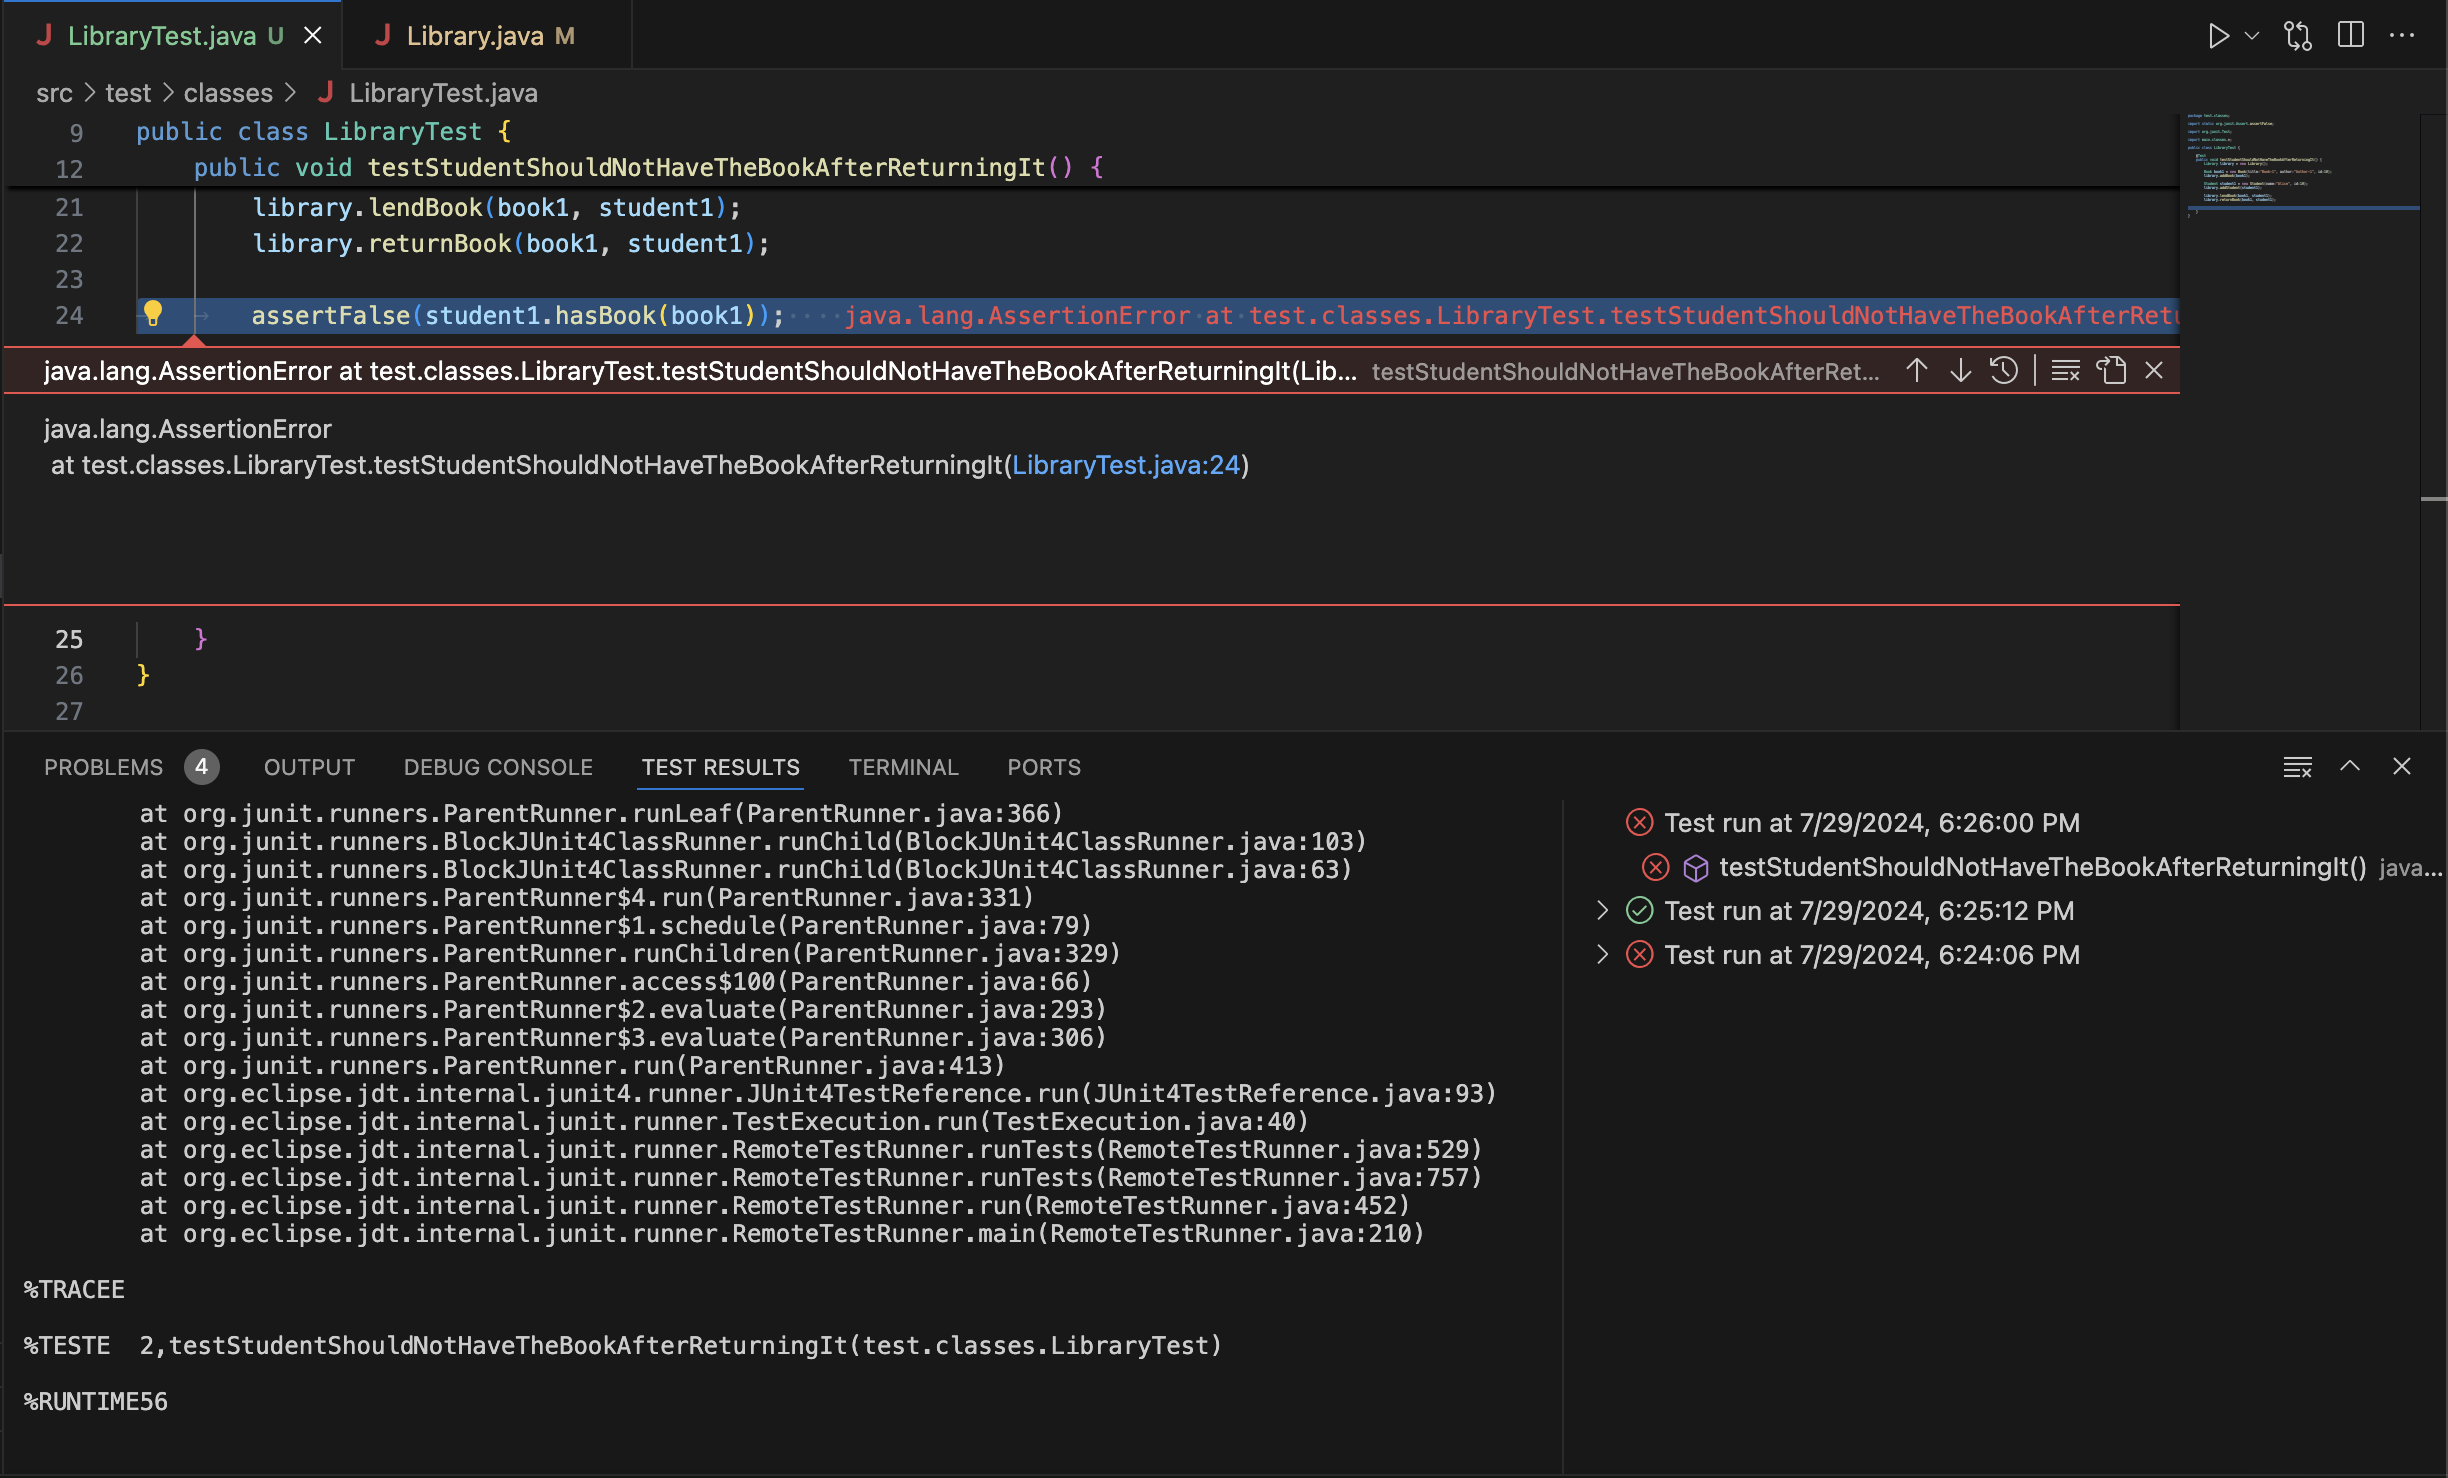 LibraryTest.java U
Library.java M
src > test > classes > LibraryTest.java
9 public class LibraryTest {
12 public void testStudentShouldNotHaveTheBookAfterReturningIt() {
21 library.lendBook(book1, student1);
22 library.returnBook(book1, student1);
23
24 assertFalse(student1.hasBook(book1)); java.lang.AssertionError at test.classes.LibraryTest.testStudentShouldNotHaveTheBookAfterRetu
java.lang.AssertionError at test.classes.LibraryTest.testStudentShouldNotHaveTheBookAfterReturningIt(Lib... testStudentShouldNotHaveTheBookAfterRet...
java.lang.AssertionError
at test.classes.LibraryTest.testStudentShouldNotHaveTheBookAfterReturningIt(LibraryTest.java:24)
25 }
26 }
27
PROBLEMS 4 OUTPUT DEBUG CONSOLE TEST RESULTS TERMINAL PORTS
at org.junit.runners.ParentRunner.runLeaf(ParentRunner.java:366)
at org.junit.runners.BlockJUnit4ClassRunner.runChild(BlockJUnit4ClassRunner.java:103)
at org.junit.runners.BlockJUnit4ClassRunner.runChild(BlockJUnit4ClassRunner.java:63)
at org.junit.runners.ParentRunner$4.run(ParentRunner.java:331)
at org.junit.runners.ParentRunner$1.schedule(ParentRunner.java:79)
at org.junit.runners.ParentRunner.runChildren(ParentRunner.java:329)
at org.junit.runners.ParentRunner.access$100(ParentRunner.java:66)
at org.junit.runners.ParentRunner$2.evaluate(ParentRunner.java:293)
at org.junit.runners.ParentRunner$3.evaluate(ParentRunner.java:306)
at org.junit.runners.ParentRunner.run(ParentRunner.java:413)
at org.eclipse.jdt.internal.junit4.runner.JUnit4TestReference.run(JUnit4TestReference.java:93)
at org.eclipse.jdt.internal.junit.runner.TestExecution.run(TestExecution.java:40)
at org.eclipse.jdt.internal.junit.runner.RemoteTestRunner.runTests(RemoteTestRunner.java:529)
at org.eclipse.jdt.internal.junit.runner.RemoteTestRunner.runTests(RemoteTestRunner.java:757)
at org.eclipse.jdt.internal.junit.runner.RemoteTestRunner.run(RemoteTestRunner.java:452)
at org.eclipse.jdt.internal.junit.runner.RemoteTestRunner.main(RemoteTestRunner.java:210)
%TRACEE
%TESTE 2,testStudentShouldNotHaveTheBookAfterReturningIt(test.classes.LibraryTest)
%RUNTIME56
Test run at 7/29/2024, 6:26:00 PM
testStudentShouldNotHaveTheBookAfterReturningIt() java...
Test run at 7/29/2024, 6:25:12 PM
Test run at 7/29/2024, 6:24:06 PM